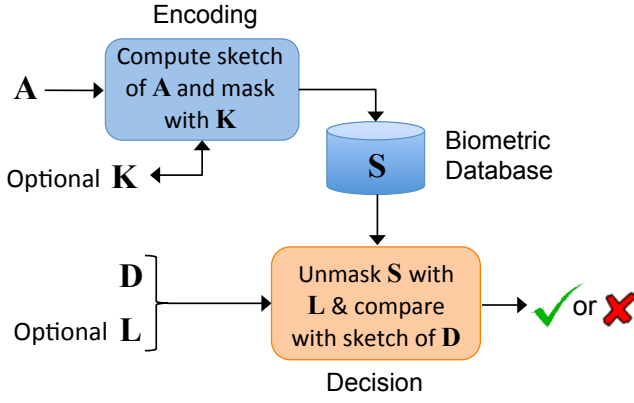 Encoding
Compute sketch
of A and mask
with K
A
Optional K
S
Biometric
Database
D
Optional L
Unmask S with
L & compare
with sketch of D
or
Decision